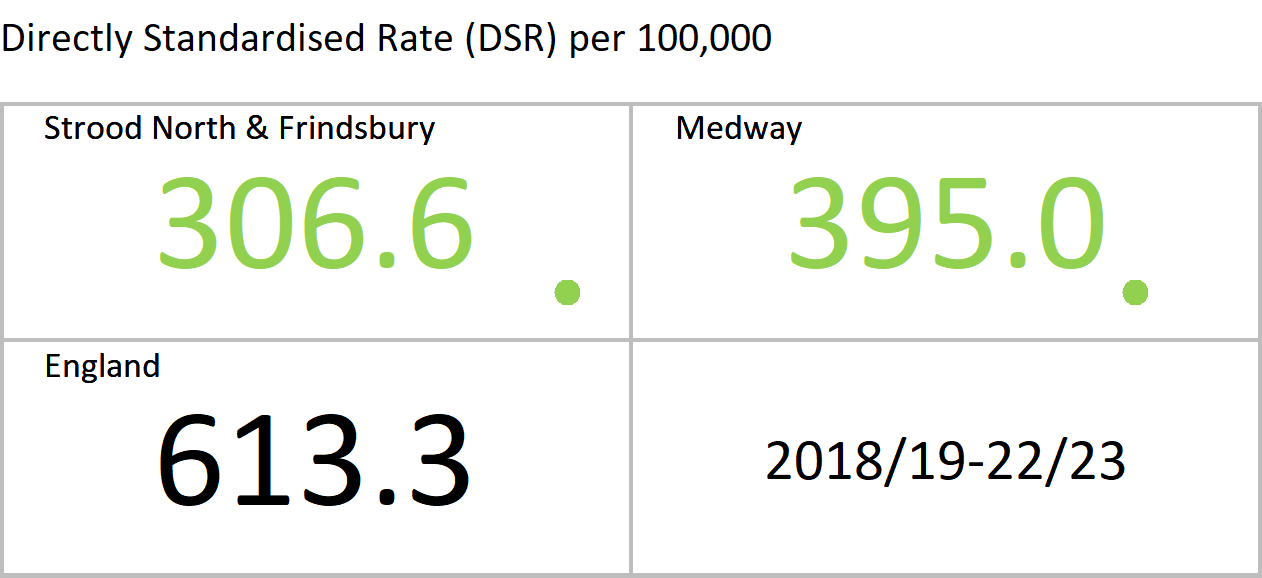 Directly Standardised Rate (DSR) per 100,000
Strood North & Frindsbury
306.6
Medway
395.0
England
613.3
2018/19-22/23